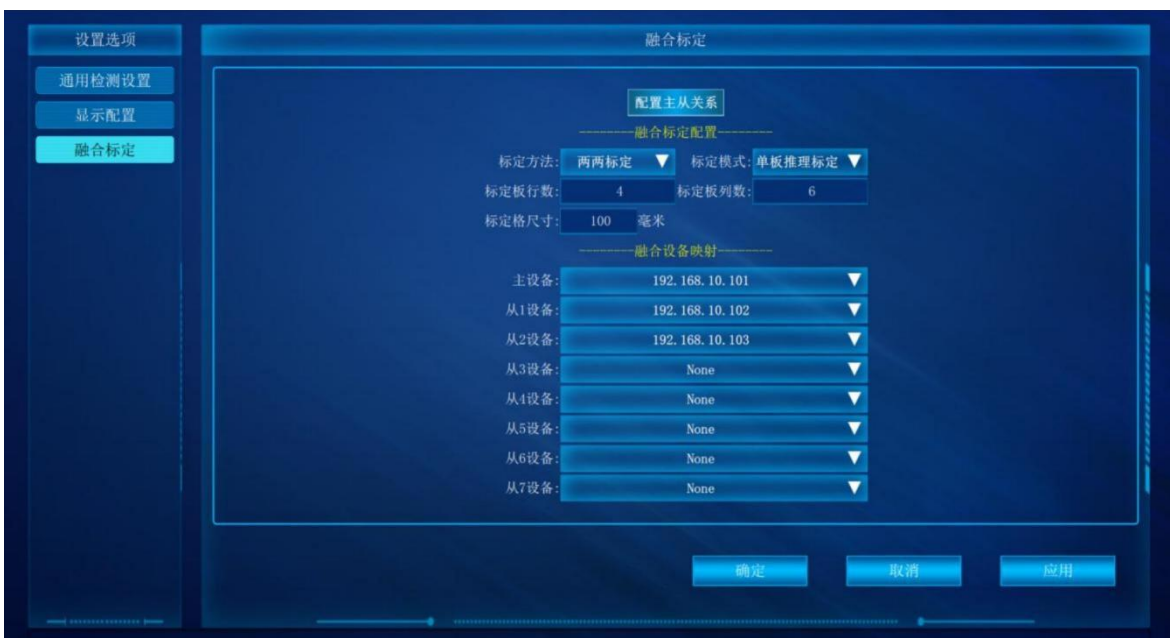 设置选项
融合标定
通用检测设置
显示配置
融合标定
配置主从关系
--------融合标定配置--------
标定方法: 两两标定 标定模式: 单板推理标定
标定板行数: 4 标定板列数: 6
标定格尺寸: 100 毫米
--------融合设备映射--------
主设备: 192.168.10.101
从1设备: 192.168.10.102
从2设备: 192.168.10.103
从3设备: None
从4设备: None
从5设备: None
从6设备: None
从7设备: None
确定 取消 应用